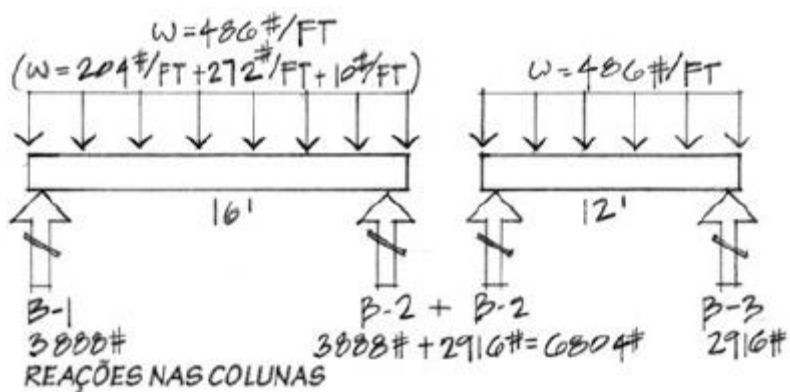 W=486#/FT
(W=204#/FT+272#/FT+10#/FT)
W=486#/FT
16'
12'
B-1
B-2 + B-2
B-3
3888#
3888#+2916#=6804#
2916#
REAÇÕES NAS COLUNAS